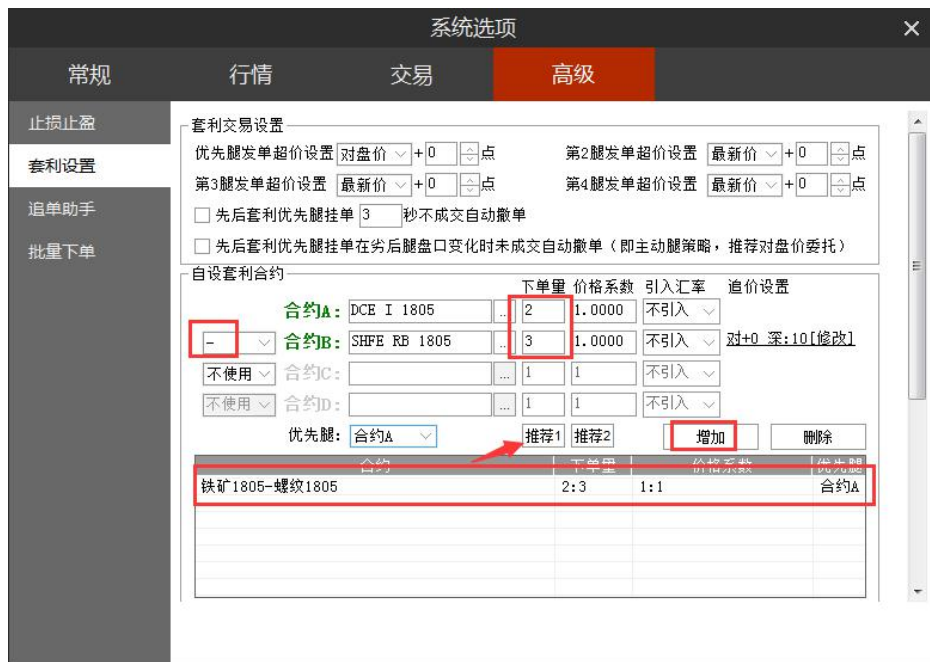 系统选项
常规 行情 交易 高级
止损止盈
套利设置
追单助手
批量下单
套利交易设置
优先腿发单超价设置 对盘价 +0 点 第2腿发单超价设置 最新价 +0 点
第3腿发单超价设置 最新价 +0 点 第4腿发单超价设置 最新价 +0 点
先后套利优先腿挂单 3 秒不成交自动撤单
先后套利优先腿挂单在劣后腿盘口变化时未成交自动撤单（即主动腿策略，推荐对盘价委托）
自设套利合约
下单量 价格系数 引入汇率 追价设置
合约A: DCE I 1805 ... 2 1.0000 不引入
- 合约B: SHFE RB 1805 ... 3 1.0000 不引入 对+0 深:10[修改]
不使用 合约C: ... 1 1 不引入
不使用 合约D: ... 1 1 不引入
优先腿: 合约A 推荐1 推荐2 增加 删除
合约 下单量 价格系数 优先腿
铁矿1805-螺纹1805 2:3 1:1 合约A